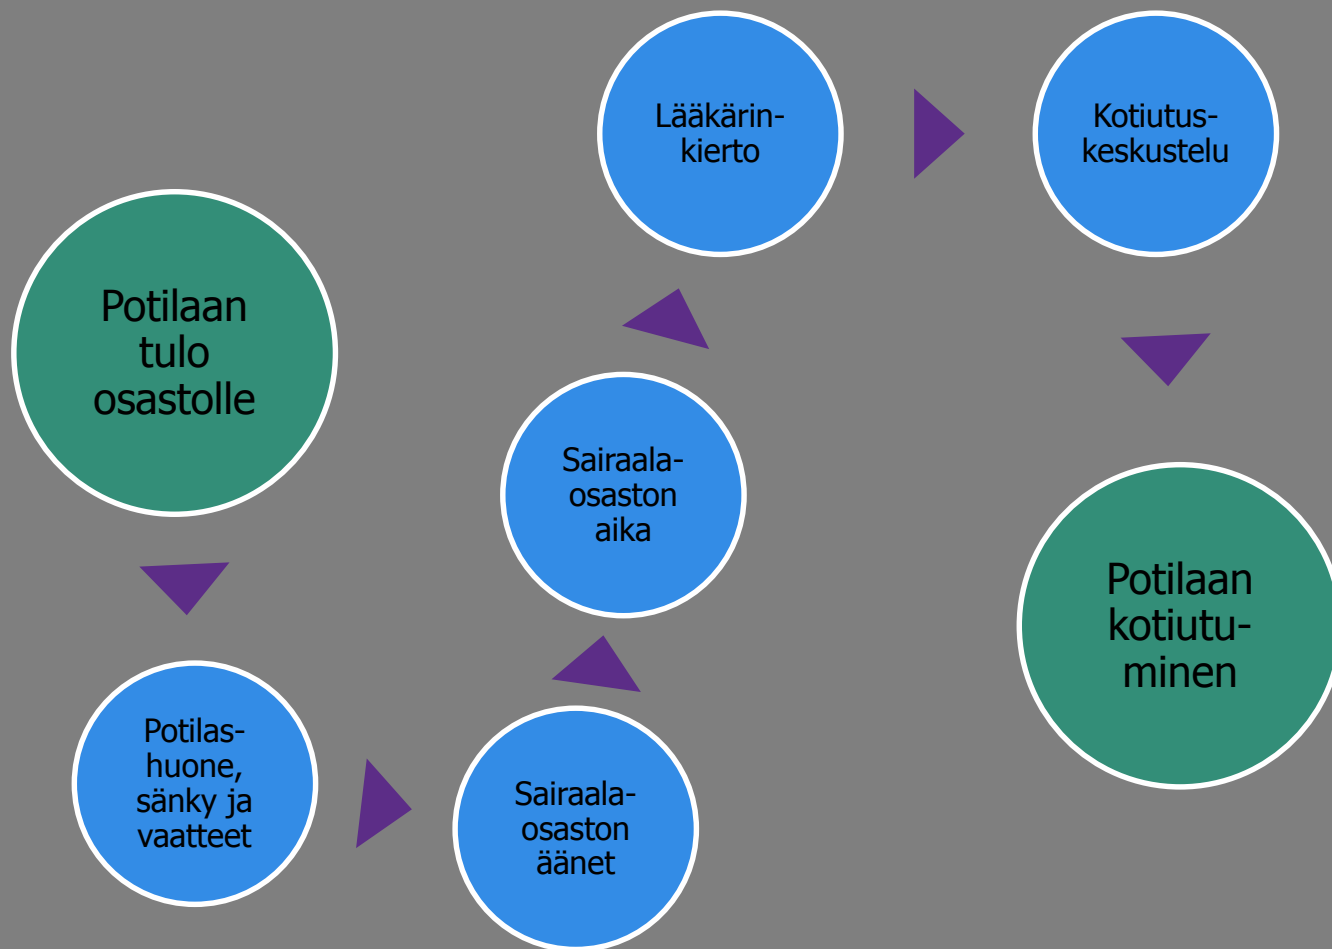 Potilaan
tulo
osastolle
Potilas-
huone,
sänky ja
vaatteet
Sairaala-
osaston
äänet
Sairaala-
osaston
aika
Lääkärin-
kierto
Kotiutus-
keskustelu
Potilaan
kotiutu-
minen